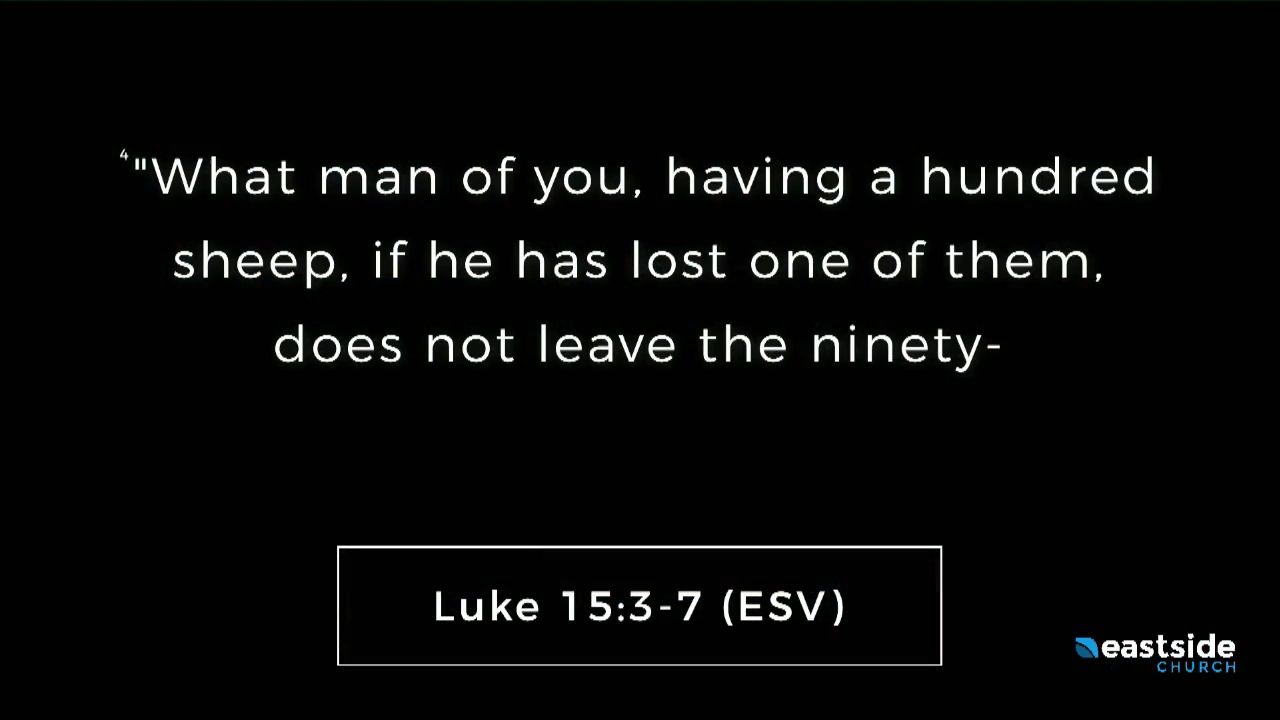 4"What man of you, having a hundred
sheep, if he has lost one of them,
does not leave the ninety-
Luke 15:3-7 (ESV)
eastside
CHURCH